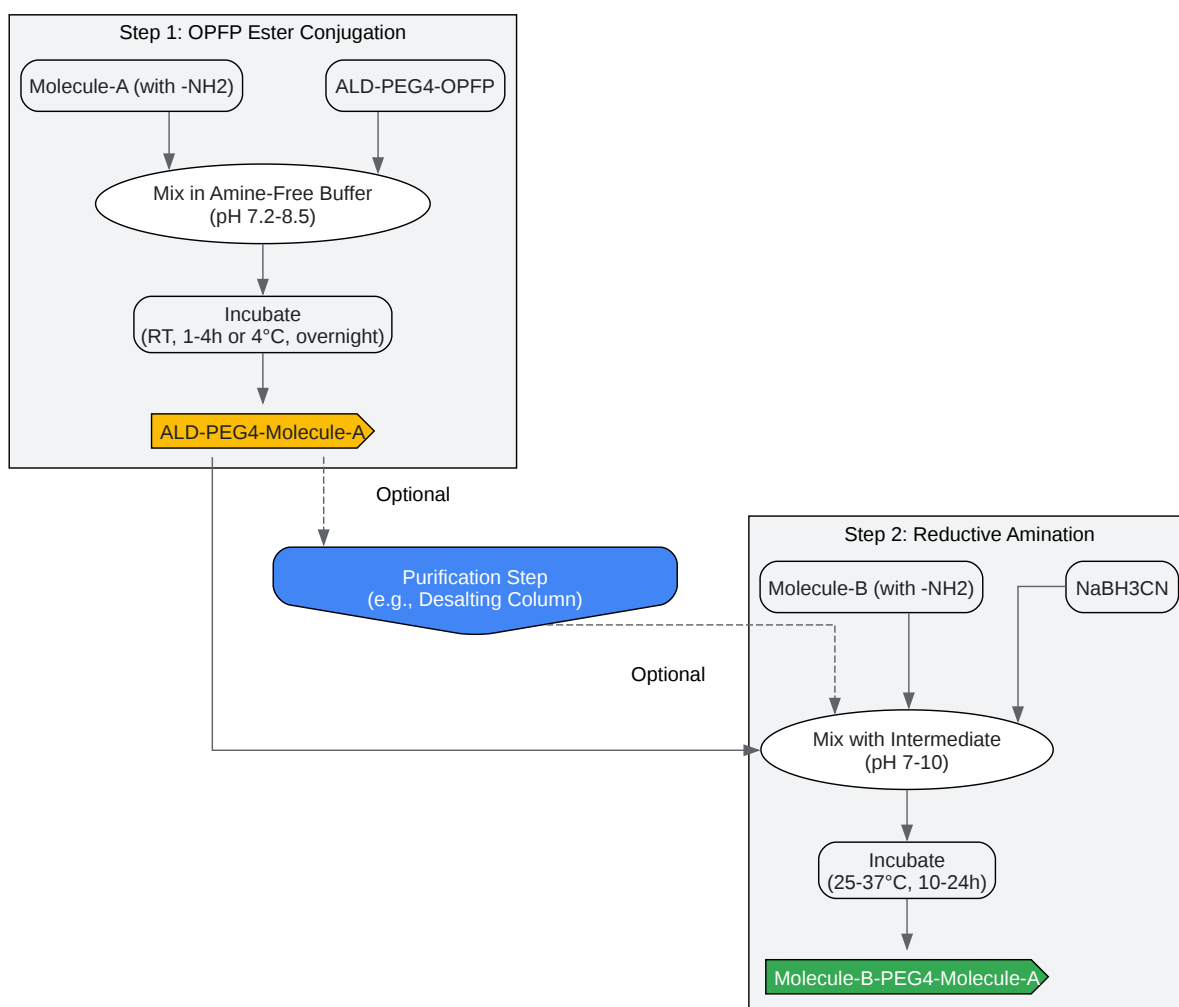 Step 1: OPFP Ester Conjugation
Molecule-A (with -NH2)
ALD-PEG4-OPFP
Mix in Amine-Free Buffer
(pH 7.2-8.5)
Incubate
(RT, 1-4h or 4°C, overnight)
ALD-PEG4-Molecule-A
Optional
Purification Step
(e.g., Desalting Column)
Optional
Step 2: Reductive Amination
Molecule-B (with -NH2)
NaBH3CN
Mix with Intermediate
(pH 7-10)
Incubate
(25-37°C, 10-24h)
Molecule-B-PEG4-Molecule-A